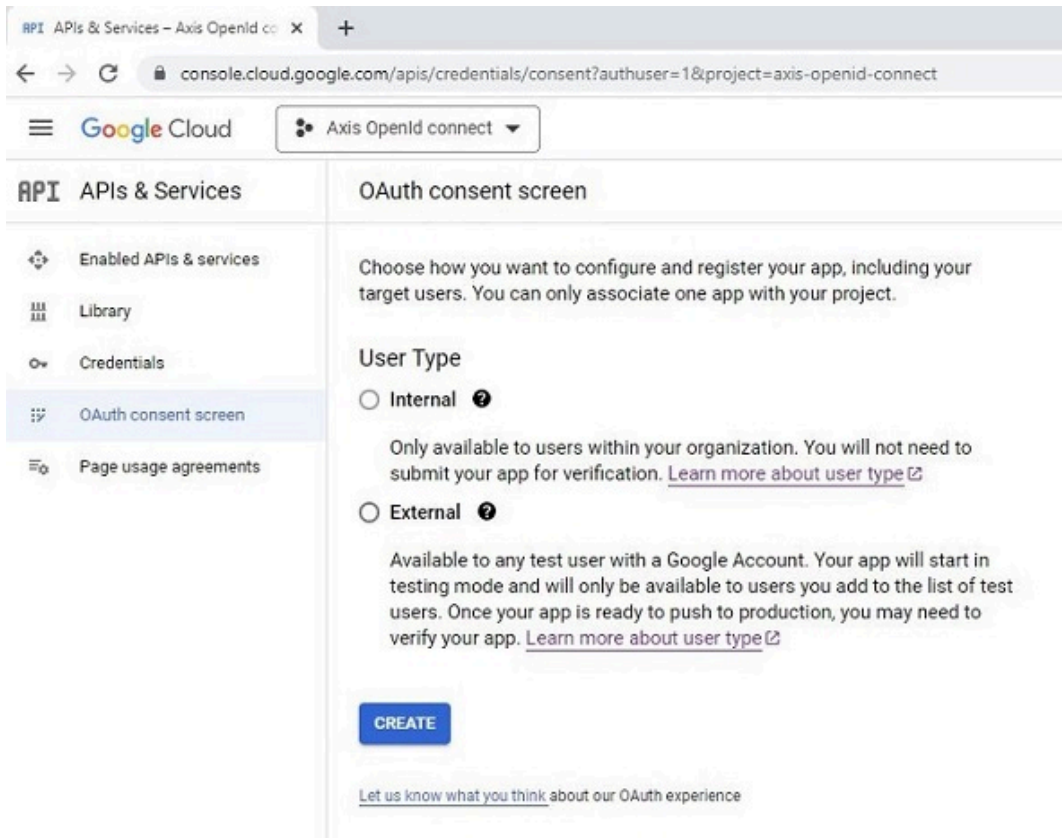 API APIs & Services – Axis OpenId co
console.cloud.google.com/apis/credentials/consent?authuser=1&project=axis-openid-connect
Google Cloud
Axis OpenId connect
API APIs & Services
OAuth consent screen
Enabled APIs & services
Library
Credentials
OAuth consent screen
Page usage agreements
Choose how you want to configure and register your app, including your
target users. You can only associate one app with your project.
User Type
Internal
Only available to users within your organization. You will not need to
submit your app for verification. Learn more about user type
External
Available to any test user with a Google Account. Your app will start in
testing mode and will only be available to users you add to the list of test
users. Once your app is ready to push to production, you may need to
verify your app. Learn more about user type
CREATE
Let us know what you think about our OAuth experience